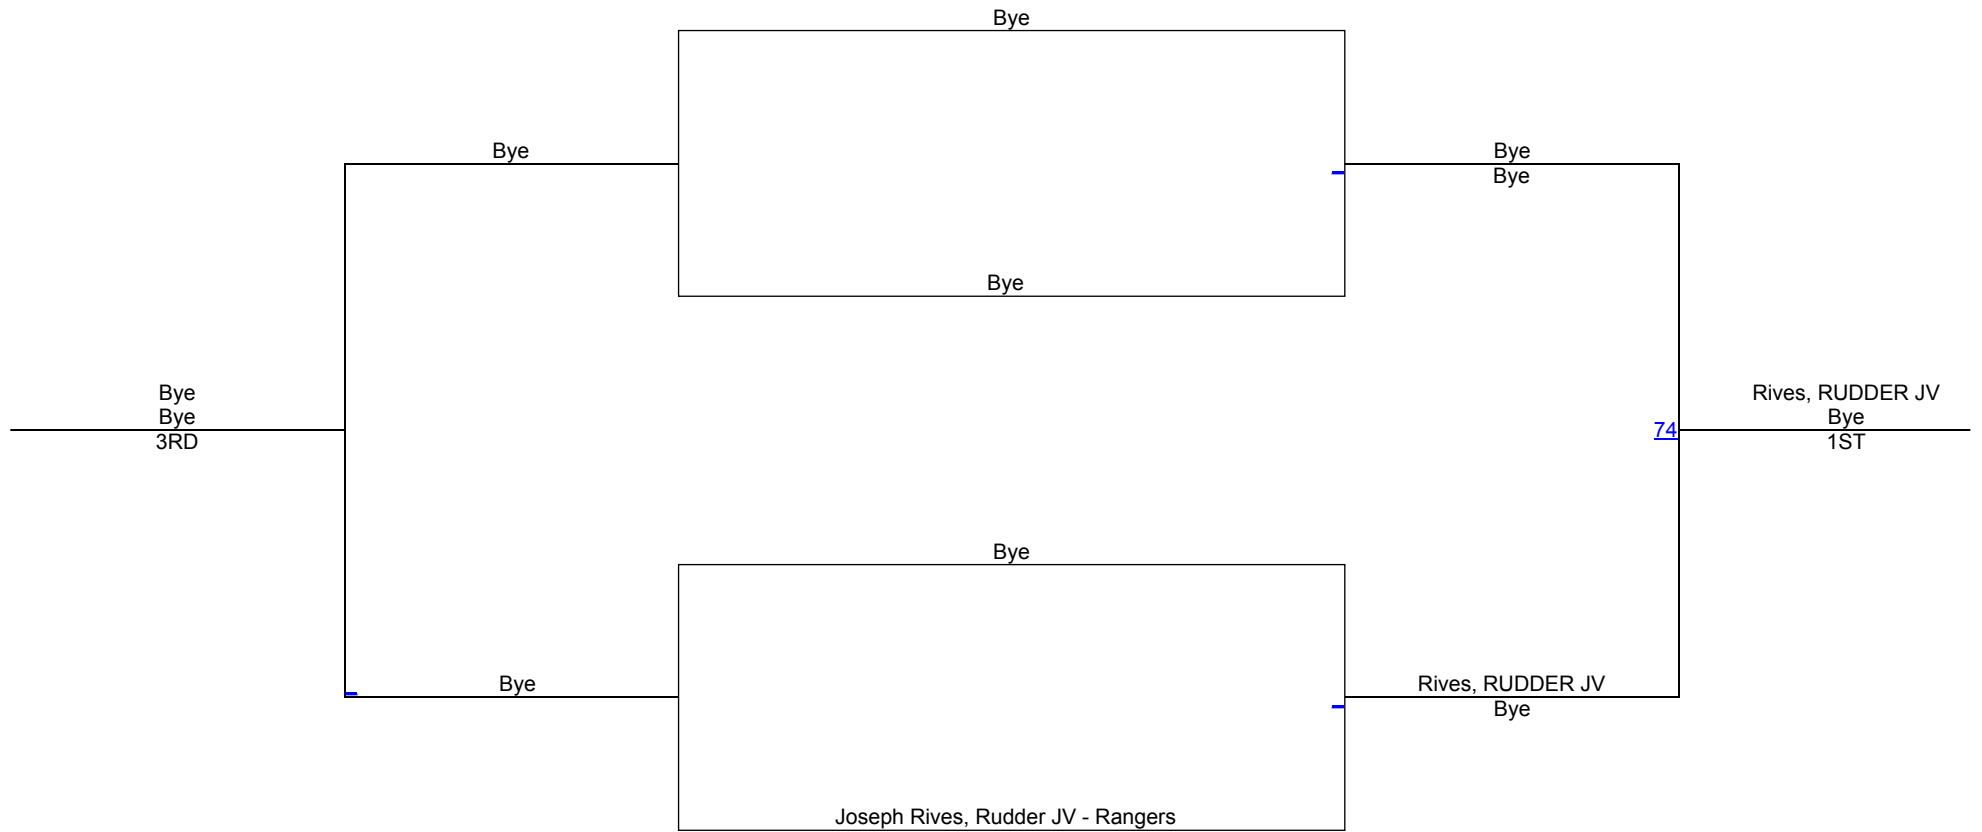 Bye
Bye
Bye
Bye
Bye
Bye
Bye
3RD
Rives, RUDDER JV
Bye
1ST
74
Bye
Bye
Rives, RUDDER JV
Bye
Joseph Rives, Rudder JV - Rangers